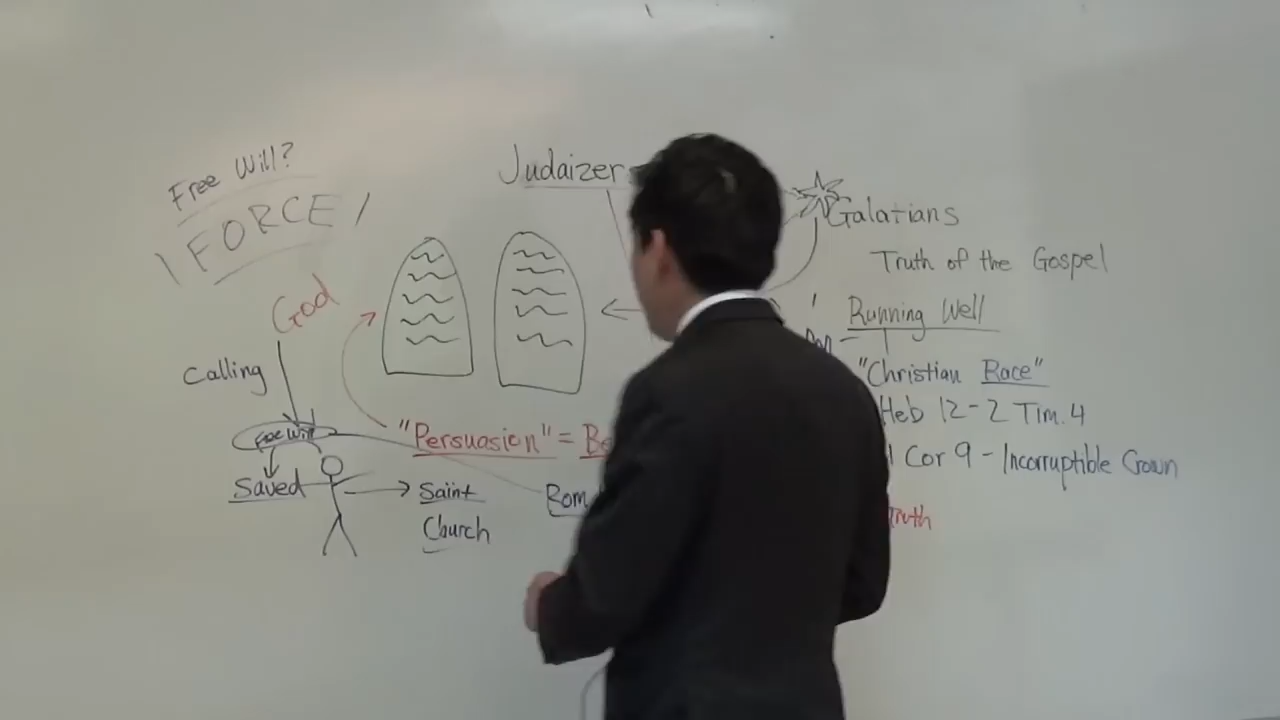 Free Will?
FORCE
God
Calling
Free Will
Saved
Saint
Church
Judaizer
"Persuasion" = Be
Rom
Galatians
Truth of the Gospel
Running Well
"Christian Race"
Heb 12 - 2 Tim. 4
1 Cor 9 - Incorruptible Crown
Truth